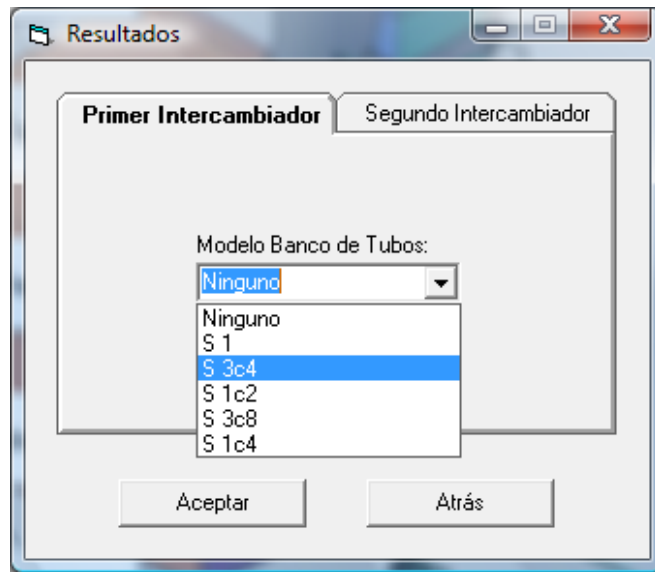 Resultados
Primer Intercambiador Segundo Intercambiador
Modelo Banco de Tubos:
Ninguno
Ninguno
S 1
S 3c4
S 1c2
S 3c8
S 1c4
Aceptar Atrás